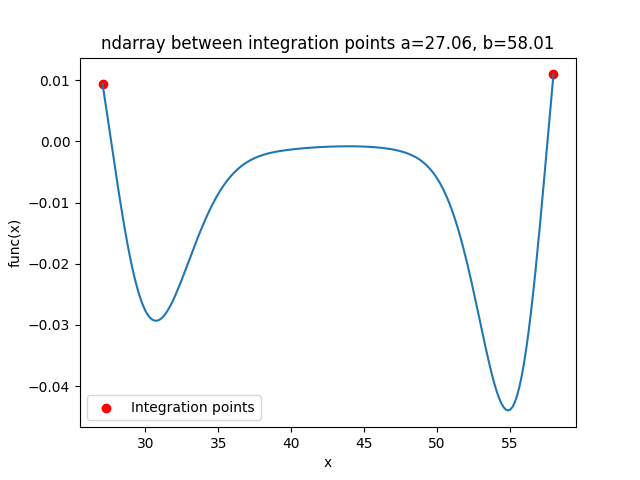 ndarray between integration points a=27.06, b=58.01
0.01
0.00
−0.01
−0.02
−0.03
−0.04
func(x)
Integration points
30 35 40 45 50 55
x